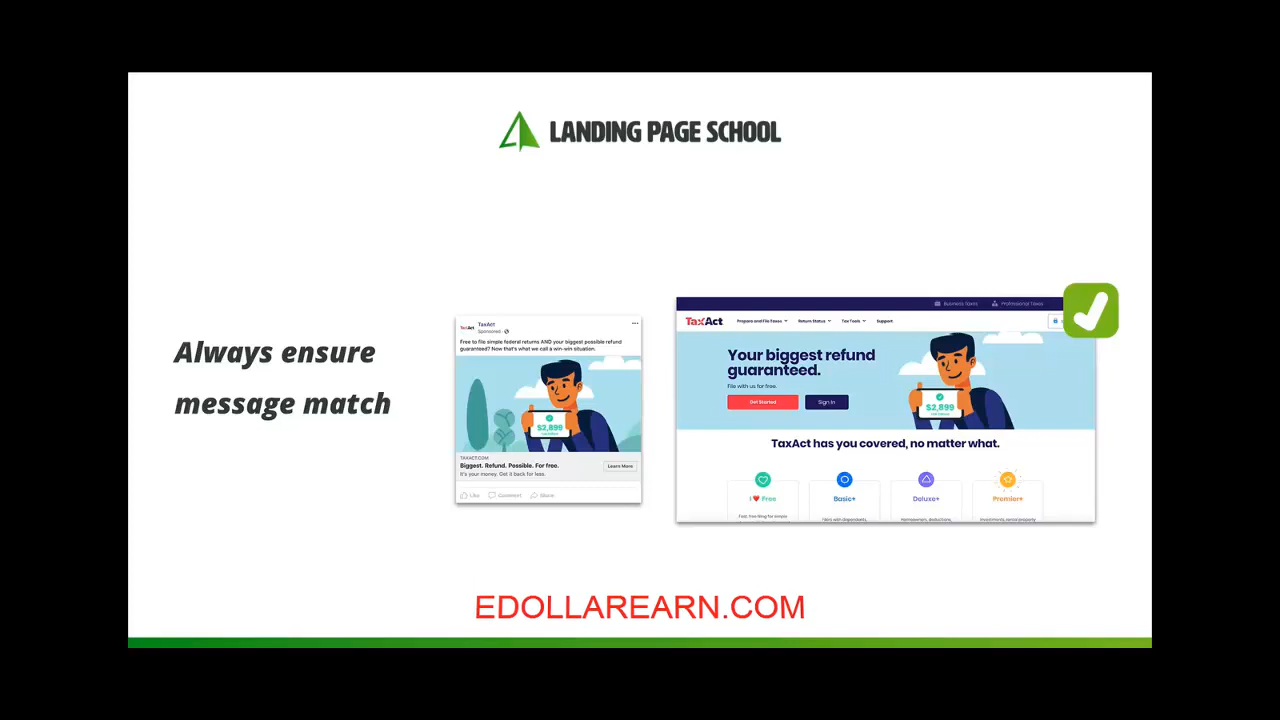 LANDING PAGE SCHOOL
Always ensure
message match
TaxAct
TaxAct
Sponsored
Free to file simple federal returns AND your biggest possible refund
guaranteed? Now that's what we call a win-win situation.
$2,899
TAXACT.COM
Biggest. Refund. Possible. For free.
It's your money. Get it back for less.
Learn More
Like Comment Share
Business Taxes Professional Taxes
TaxAct Prepare and File Taxes Return Status Tax Tools Support
Your biggest refund
guaranteed.
File with us for free.
Get Started Sign In
$2,899
TaxAct has you covered, no matter what.
I ❤ Free Basic+ Deluxe+ Premier+
EDOLLAREARN.COM